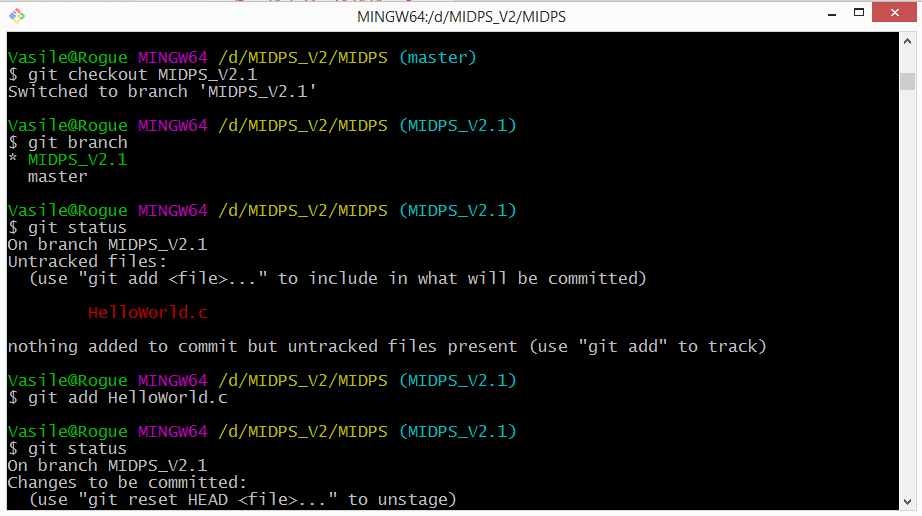 MINGW64:/d/MIDPS_V2/MIDPS
Vasile@Rogue MINGW64 /d/MIDPS_V2/MIDPS (master)
$ git checkout MIDPS_V2.1
Switched to branch 'MIDPS_V2.1'
Vasile@Rogue MINGW64 /d/MIDPS_V2/MIDPS (MIDPS_V2.1)
$ git branch
* MIDPS_V2.1
  master
Vasile@Rogue MINGW64 /d/MIDPS_V2/MIDPS (MIDPS_V2.1)
$ git status
On branch MIDPS_V2.1
Untracked files:
  (use "git add <file>..." to include in what will be committed)
        HelloWorld.c
nothing added to commit but untracked files present (use "git add" to track)
Vasile@Rogue MINGW64 /d/MIDPS_V2/MIDPS (MIDPS_V2.1)
$ git add HelloWorld.c
Vasile@Rogue MINGW64 /d/MIDPS_V2/MIDPS (MIDPS_V2.1)
$ git status
On branch MIDPS_V2.1
Changes to be committed:
  (use "git reset HEAD <file>..." to unstage)